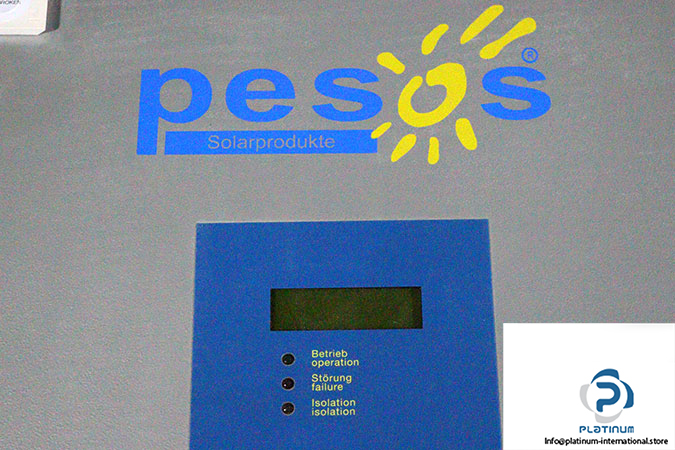 pesos®
Solarprodukte
Betrieb
operation
Störung
failure
Isolation
isolation
PLATINUM
Info@platinum-international.store